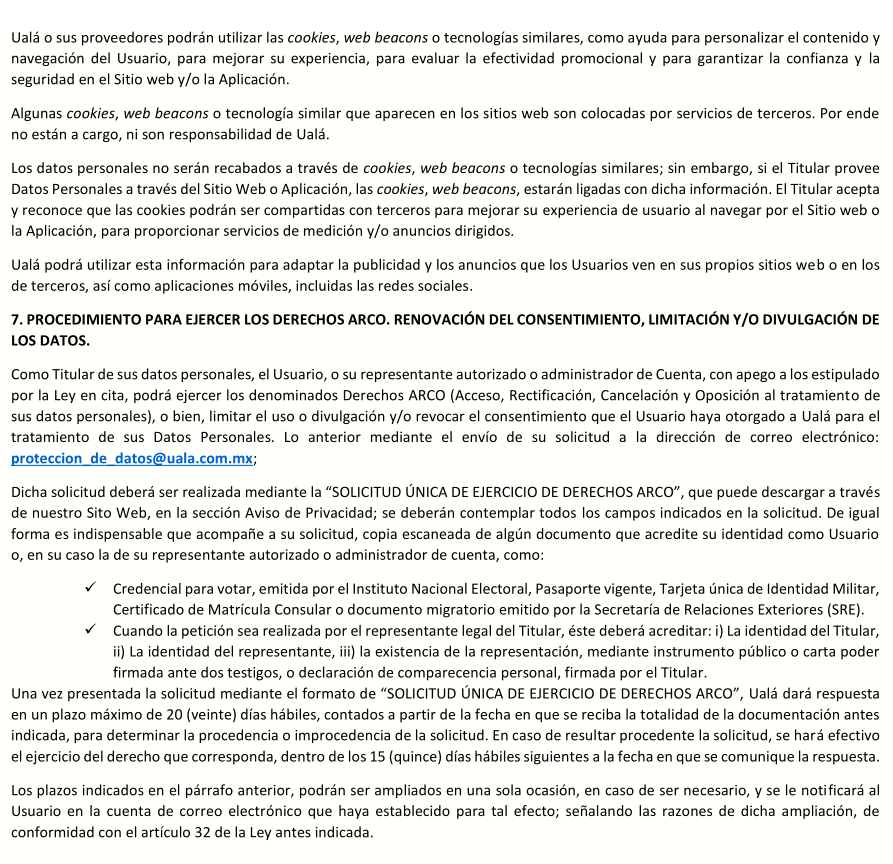 Ualá o sus proveedores podrán utilizar las cookies, web beacons o tecnologías similares, como ayuda para personalizar el contenido y
navegación del Usuario, para mejorar su experiencia, para evaluar la efectividad promocional y para garantizar la confianza y la
seguridad en el Sitio web y/o la Aplicación.
Algunas cookies, web beacons o tecnología similar que aparecen en los sitios web son colocadas por servicios de terceros. Por ende
no están a cargo, ni son responsabilidad de Ualá.
Los datos personales no serán recabados a través de cookies, web beacons o tecnologías similares; sin embargo, si el Titular provee
Datos Personales a través del Sitio Web o Aplicación, las cookies, web beacons, estarán ligadas con dicha información. El Titular acepta
y reconoce que las cookies podrán ser compartidas con terceros para mejorar su experiencia de usuario al navegar por el Sitio web o
la Aplicación, para proporcionar servicios de medición y/o anuncios dirigidos.
Ualá podrá utilizar esta información para adaptar la publicidad y los anuncios que los Usuarios ven en sus propios sitios web o en los
de terceros, así como aplicaciones móviles, incluidas las redes sociales.
7. PROCEDIMIENTO PARA EJERCER LOS DERECHOS ARCO. RENOVACIÓN DEL CONSENTIMIENTO, LIMITACIÓN Y/O DIVULGACIÓN DE
LOS DATOS.
Como Titular de sus datos personales, el Usuario, o su representante autorizado o administrador de Cuenta, con apego a los estipulado
por la Ley en cita, podrá ejercer los denominados Derechos ARCO (Acceso, Rectificación, Cancelación y Oposición al tratamiento de
sus datos personales), o bien, limitar el uso o divulgación y/o revocar el consentimiento que el Usuario haya otorgado a Ualá para el
tratamiento de sus Datos Personales. Lo anterior mediante el envío de su solicitud a la dirección de correo electrónico:
proteccion_de_datos@uala.com.mx;
Dicha solicitud deberá ser realizada mediante la “SOLICITUD ÚNICA DE EJERCICIO DE DERECHOS ARCO”, que puede descargar a través
de nuestro Sitio Web, en la sección Aviso de Privacidad; se deberán contemplar todos los campos indicados en la solicitud. De igual
forma es indispensable que acompañe a su solicitud, copia escaneada de algún documento que acredite su identidad como Usuario
o, en su caso la de su representante autorizado o administrador de cuenta, como:
✓ Credencial para votar, emitida por el Instituto Nacional Electoral, Pasaporte vigente, Tarjeta única de Identidad Militar,
Certificado de Matrícula Consular o documento migratorio emitido por la Secretaría de Relaciones Exteriores (SRE).
✓ Cuando la petición sea realizada por el representante legal del Titular, éste deberá acreditar: i) La identidad del Titular,
ii) La identidad del representante, iii) la existencia de la representación, mediante instrumento público o carta poder
firmada ante dos testigos, o declaración de comparecencia personal, firmada por el Titular.
Una vez presentada la solicitud mediante el formato de “SOLICITUD ÚNICA DE EJERCICIO DE DERECHOS ARCO”, Ualá dará respuesta
en un plazo máximo de 20 (veinte) días hábiles, contados a partir de la fecha en que se reciba la totalidad de la documentación antes
indicada, para determinar la procedencia o improcedencia de la solicitud. En caso de resultar procedente la solicitud, se hará efectivo
el ejercicio del derecho que corresponda, dentro de los 15 (quince) días hábiles siguientes a la fecha en que se comunique la respuesta.
Los plazos indicados en el párrafo anterior, podrán ser ampliados en una sola ocasión, en caso de ser necesario, y se le notificará al
Usuario en la cuenta de correo electrónico que haya establecido para tal efecto; señalando las razones de dicha ampliación, de
conformidad con el artículo 32 de la Ley antes indicada.